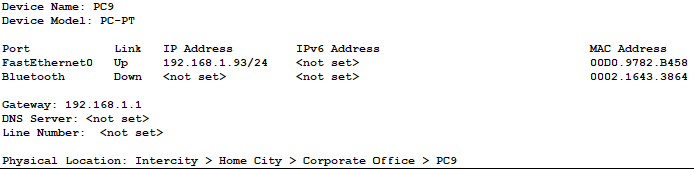 Device Name: PC9
Device Model: PC-PT
Port Link IP Address IPv6 Address MAC Address
FastEthernet0 Up 192.168.1.93/24 <not set> 00D0.9782.B458
Bluetooth Down <not set> <not set> 0002.1643.3864
Gateway: 192.168.1.1
DNS Server: <not set>
Line Number: <not set>
Physical Location: Intercity > Home City > Corporate Office > PC9